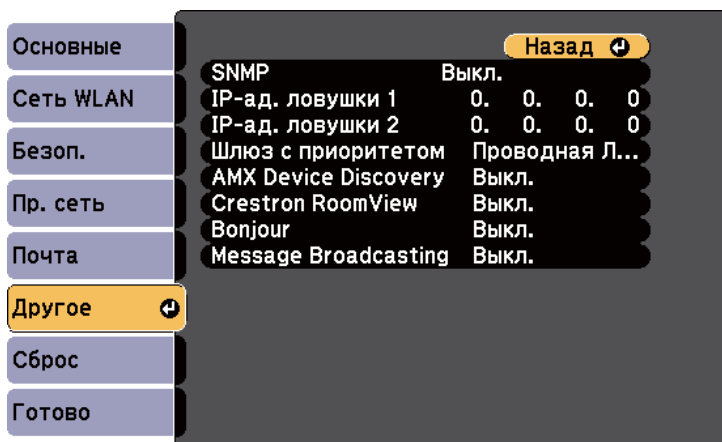 Основные
Сеть WLAN
Безоп.
Пр. сеть
Почта
Другое
Сброс
Готово
Назад
SNMP Выкл.
IP-ад. ловушки 1 0. 0. 0. 0
IP-ад. ловушки 2 0. 0. 0. 0
Шлюз с приоритетом Проводная Л...
AMX Device Discovery Выкл.
Crestron RoomView Выкл.
Bonjour Выкл.
Message Broadcasting Выкл.